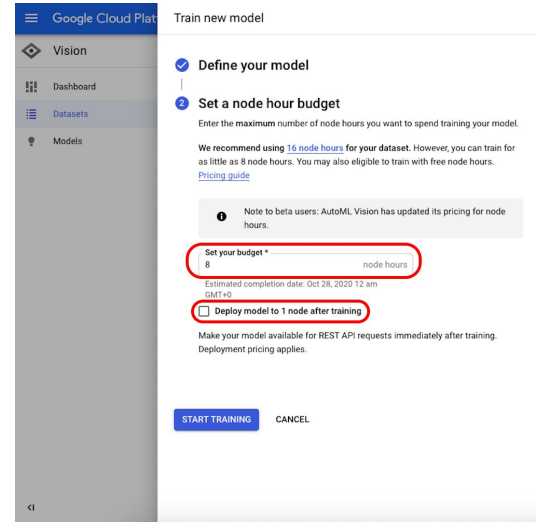 Google Cloud Plat
Train new model
Vision
Dashboard
Datasets
Models
Define your model
2
Set a node hour budget
Enter the maximum number of node hours you want to spend training your model.
We recommend using 16 node hours for your dataset. However, you can train for
as little as 8 node hours. You may also eligible to train with free node hours.
Pricing guide
Note to beta users: AutoML Vision has updated its pricing for node
hours.
Set your budget *
8 node hours
Estimated completion date: Oct 28, 2020 12 am
GMT+0
Deploy model to 1 node after training
Make your model available for REST API requests immediately after training.
Deployment pricing applies.
START TRAINING CANCEL